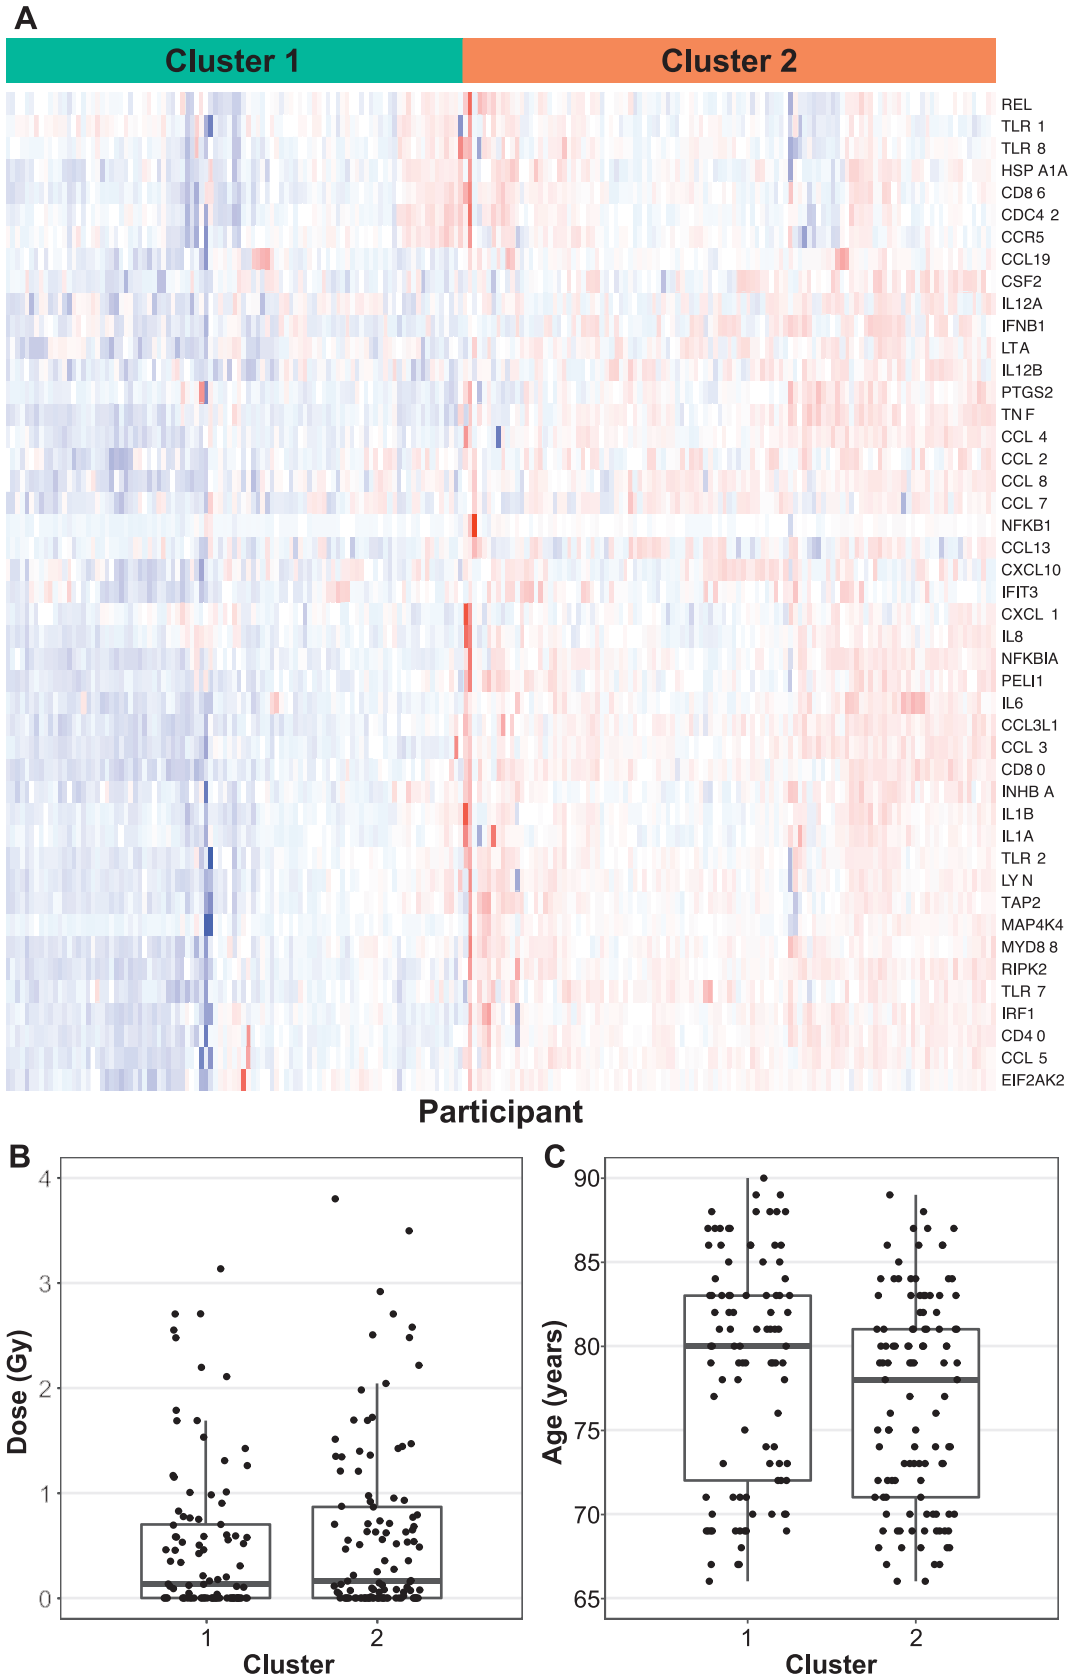 A
Cluster 1 Cluster 2
REL
TLR 1
TLR 8
HSP A1A
CD8 6
CDC4 2
CCR5
CCL19
CSF2
IL12A
IFNB1
LTA
IL12B
PTGS2
TNF
CCL 4
CCL 2
CCL 8
CCL 7
NFKB1
CCL13
CXCL10
IFIT3
CXCL 1
IL8
NFKBIA
PELI1
IL6
CCL3L1
CCL 3
CD8 0
INHB A
IL1B
IL1A
TLR 2
LY N
TAP2
MAP4K4
MYD8 8
RIPK2
TLR 7
IRF1
CD4 0
CCL 5
EIF2AK2
Participant
B
4
3
2
1
0
Dose (Gy)
1 2
Cluster
C
90
85
80
75
70
65
Age (years)
1 2
Cluster